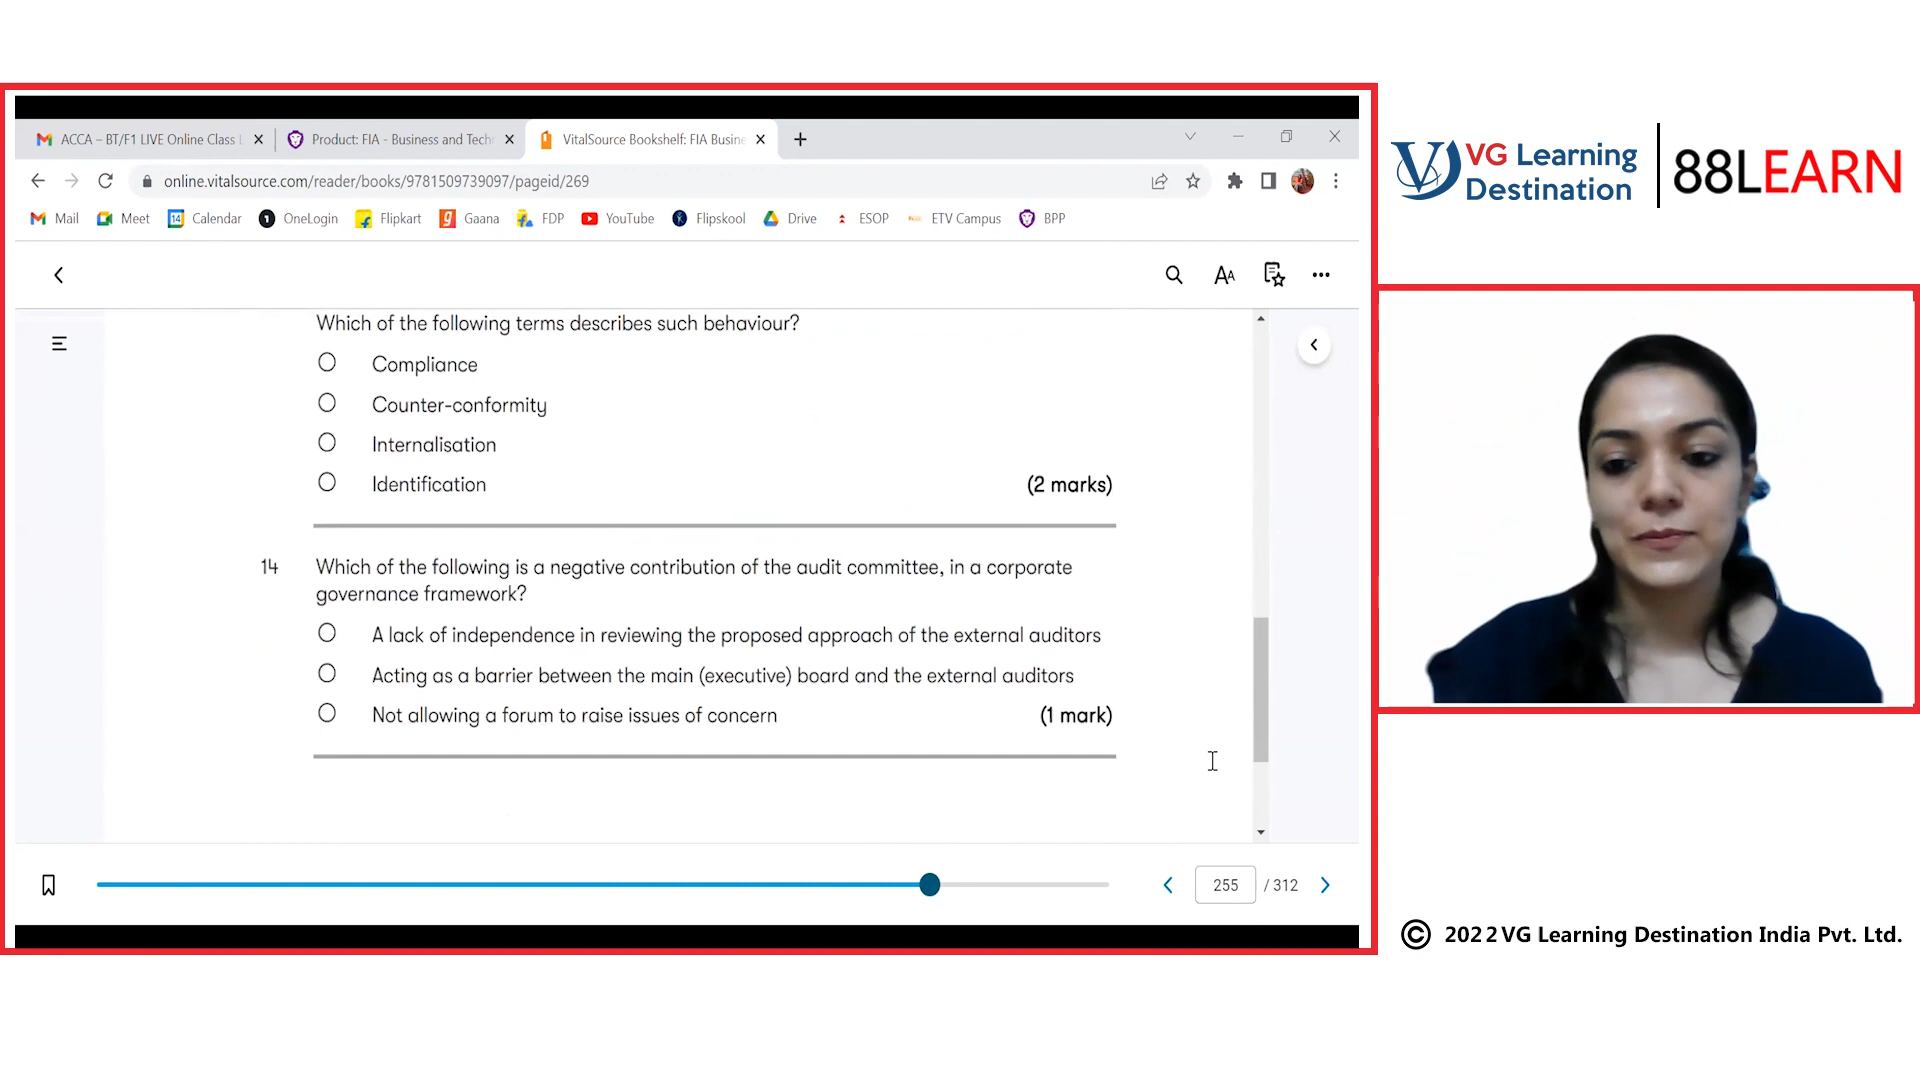 ACCA – BT/F1 LIVE Online Class
Product: FIA - Business and Tech
VitalSource Bookshelf: FIA Busine
online.vitalsource.com/reader/books/9781509739097/pageid/269
Mail
Meet
14 Calendar
OneLogin
Flipkart
Gaana
FDP
YouTube
Flipskool
Drive
ESOP
ETV Campus
BPP
AA
Which of the following terms describes such behaviour?
Compliance
Counter-conformity
Internalisation
Identification (2 marks)
14 Which of the following is a negative contribution of the audit committee, in a corporate
governance framework?
A lack of independence in reviewing the proposed approach of the external auditors
Acting as a barrier between the main (executive) board and the external auditors
Not allowing a forum to raise issues of concern (1 mark)
255 / 312
VG Learning
Destination
88LEARN
© 2022 VG Learning Destination India Pvt. Ltd.